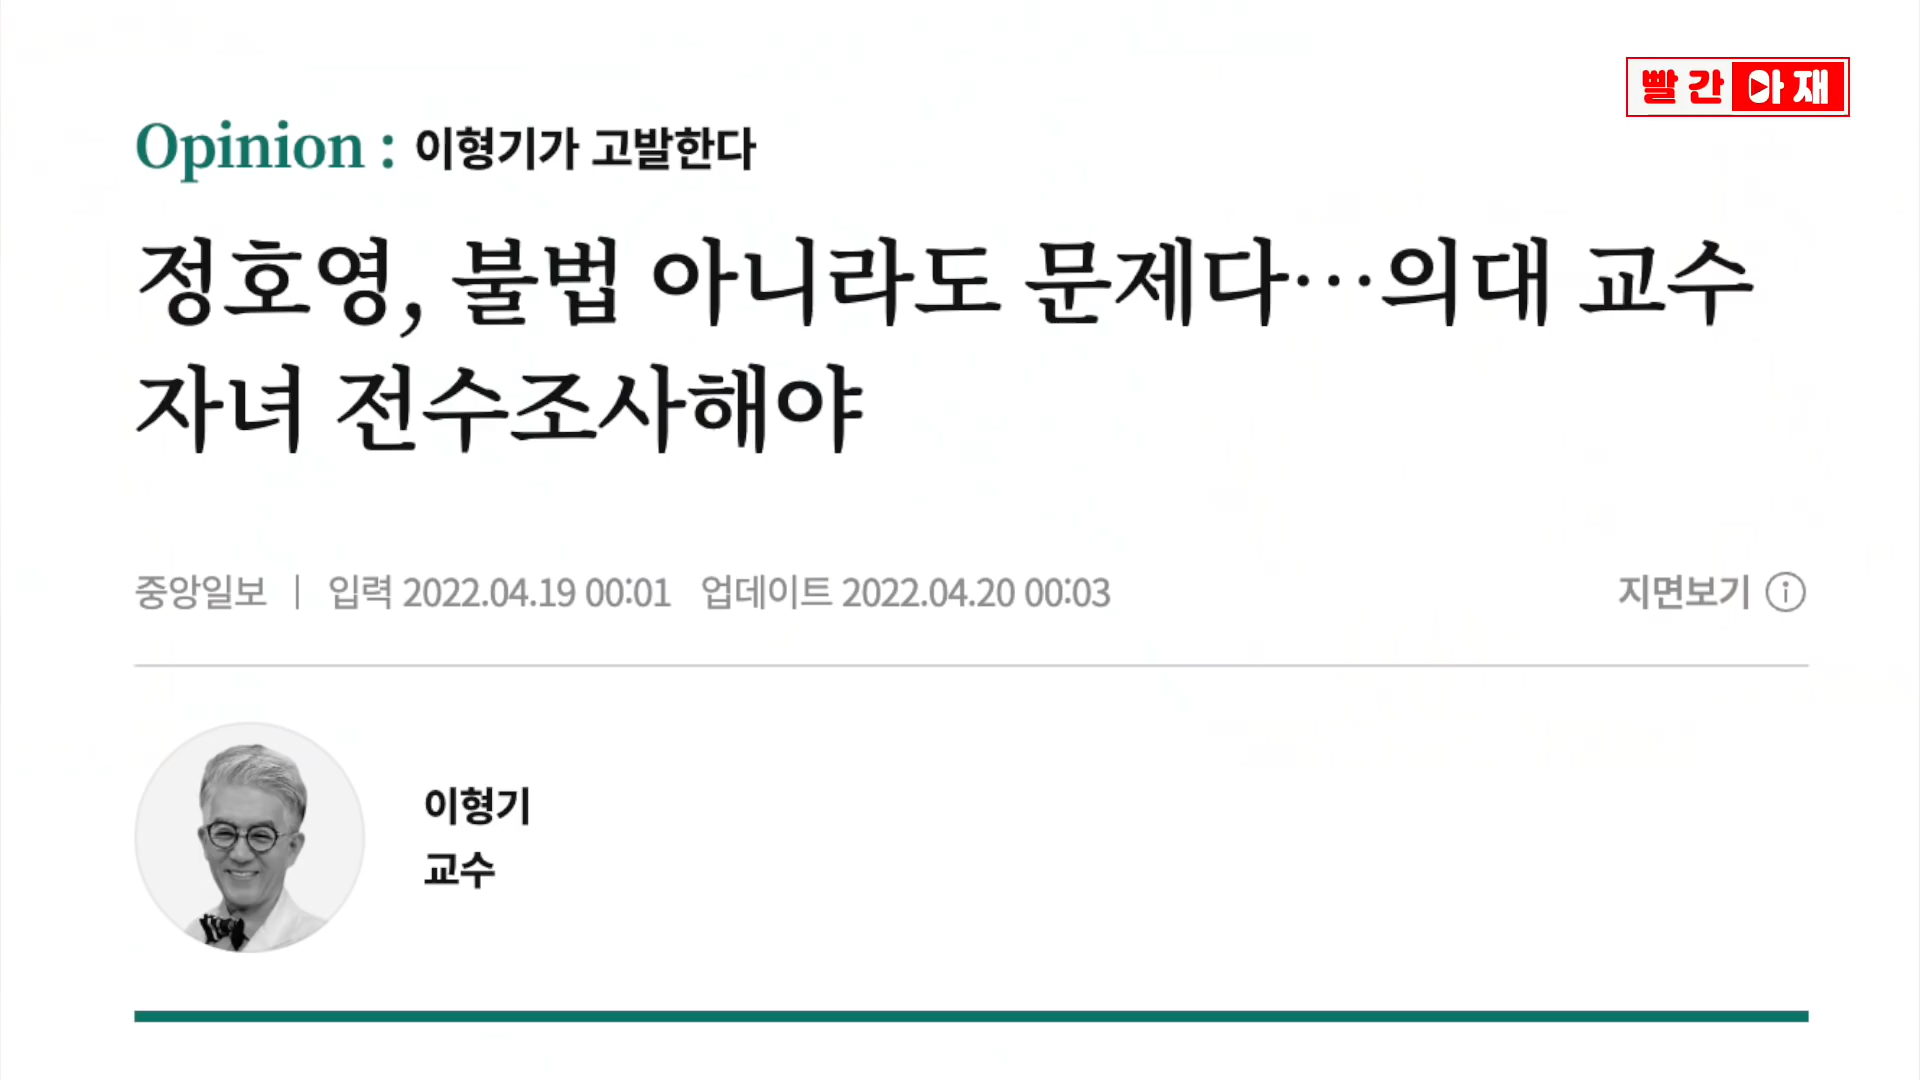 빨간아재
Opinion : 이형기가 고발한다
정호영, 불법 아니라도 문제다…의대 교수
자녀 전수조사해야
중앙일보 | 입력 2022.04.19 00:01 업데이트 2022.04.20 00:03 지면보기
이형기
교수